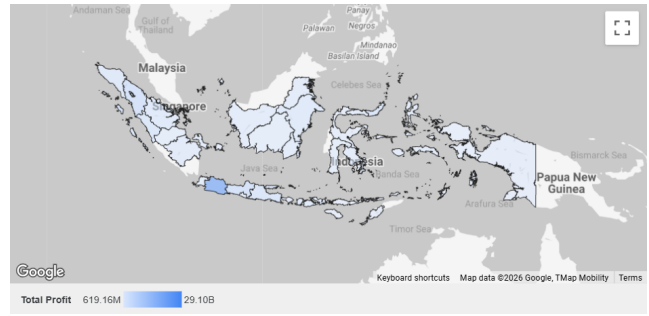 Andaman Sea
Gulf of
Thailand
Palawan
Panay
Negros
Mindanao
Basilan Island
Malaysia
Celebes Sea
Singapore
Java Sea
Indonesia
Banda Sea
Bismarck Sea
Papua New
Guinea
Arafura Sea
Timor Sea
Google
Keyboard shortcuts Map data ©2026 Google, TMap Mobility Terms
Total Profit 619.16M 29.10B